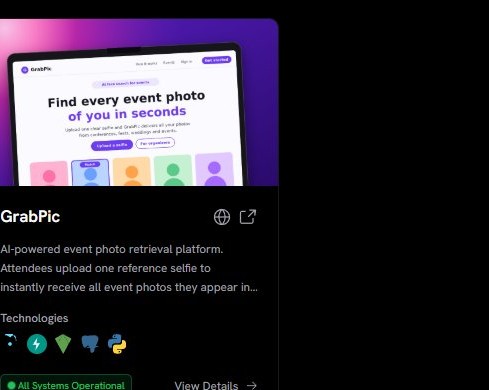 GrabPic
How it works Events Sign in Get started
AI face search for events
Find every event photo
of you in seconds
Upload one clear selfie and GrabPic delivers all your photos
from conferences, fests, weddings and events.
Upload a selfie For organizers
GrabPic
AI-powered event photo retrieval platform.
Attendees upload one reference selfie to
instantly receive all event photos they appear in...
Technologies
All Systems Operational
View Details →